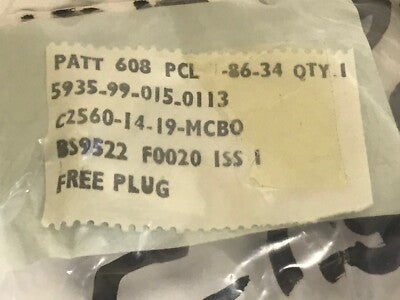 PATT 608 PCL -86-34 QTY.1
5935-99-015-0113
C2560-14-19-MCBO
BS9522 F0020 ISS 1
FREE PLUG